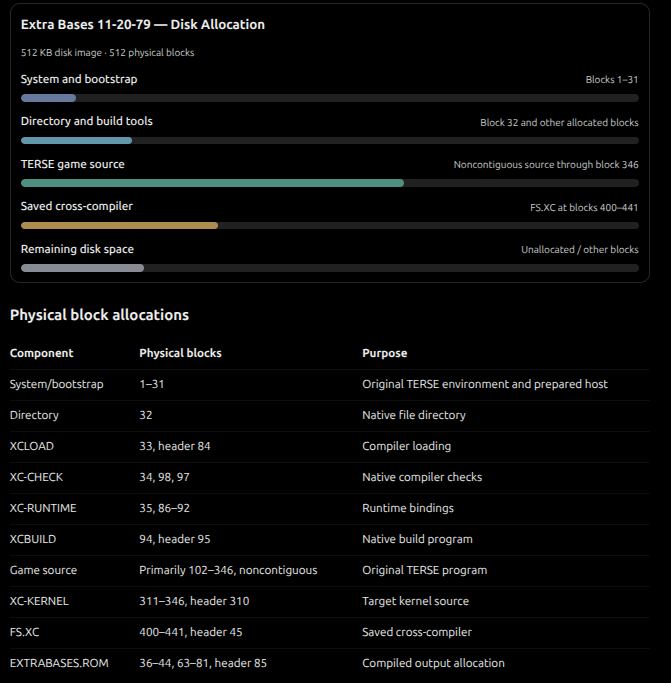 Extra Bases 11-20-79 — Disk Allocation
512 KB disk image · 512 physical blocks
System and bootstrap Blocks 1–31
Directory and build tools Block 32 and other allocated blocks
TERSE game source Noncontiguous source through block 346
Saved cross-compiler FS.XC at blocks 400–441
Remaining disk space Unallocated / other blocks
Physical block allocations
Component Physical blocks Purpose
System/bootstrap 1–31 Original TERSE environment and prepared host
Directory 32 Native file directory
XCLOAD 33, header 84 Compiler loading
XC-CHECK 34, 98, 97 Native compiler checks
XC-RUNTIME 35, 86–92 Runtime bindings
XCBUILD 94, header 95 Native build program
Game source Primarily 102–346, noncontiguous Original TERSE program
XC-KERNEL 311–346, header 310 Target kernel source
FS.XC 400–441, header 45 Saved cross-compiler
EXTRABASES.ROM 36–44, 63–81, header 85 Compiled output allocation